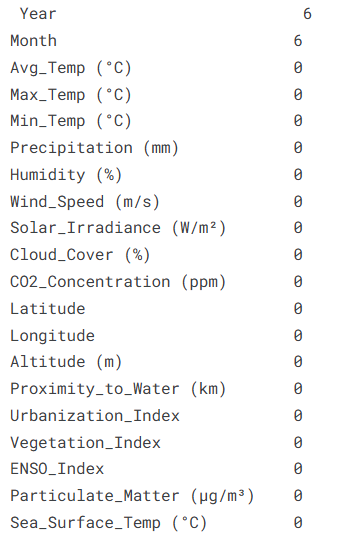 Year 6
Month 6
Avg_Temp (°C) 0
Max_Temp (°C) 0
Min_Temp (°C) 0
Precipitation (mm) 0
Humidity (%) 0
Wind_Speed (m/s) 0
Solar_Irradiance (W/m²) 0
Cloud_Cover (%) 0
CO2_Concentration (ppm) 0
Latitude 0
Longitude 0
Altitude (m) 0
Proximity_to_Water (km) 0
Urbanization_Index 0
Vegetation_Index 0
ENSO_Index 0
Particulate_Matter (µg/m³) 0
Sea_Surface_Temp (°C) 0